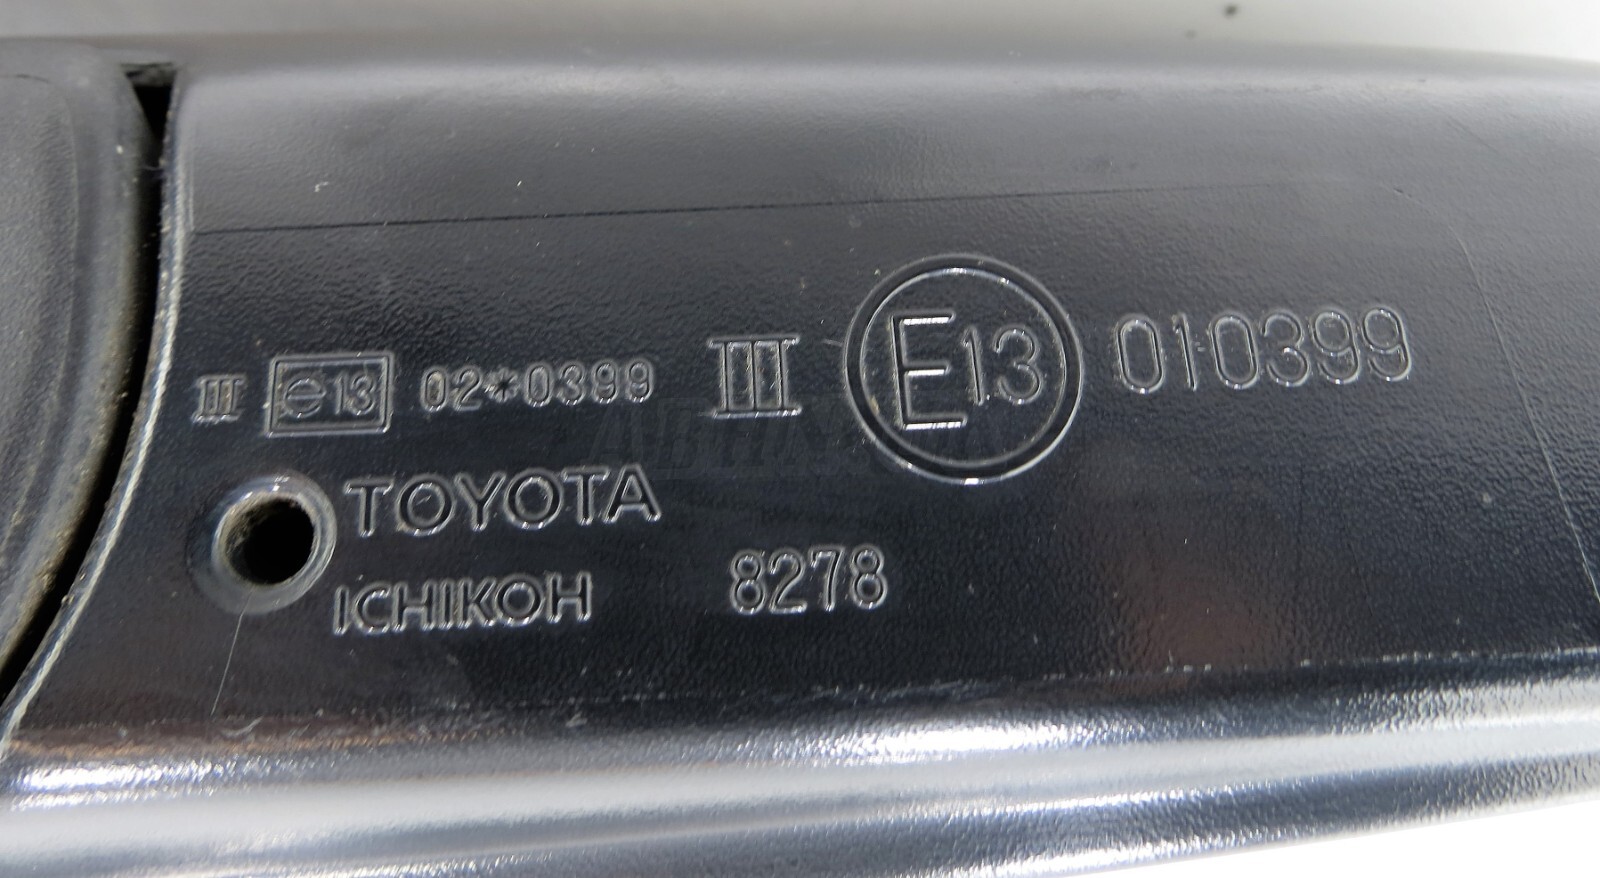 III e13 02*0399 III E13 010399
TOYOTA
ICHIKOH 8278